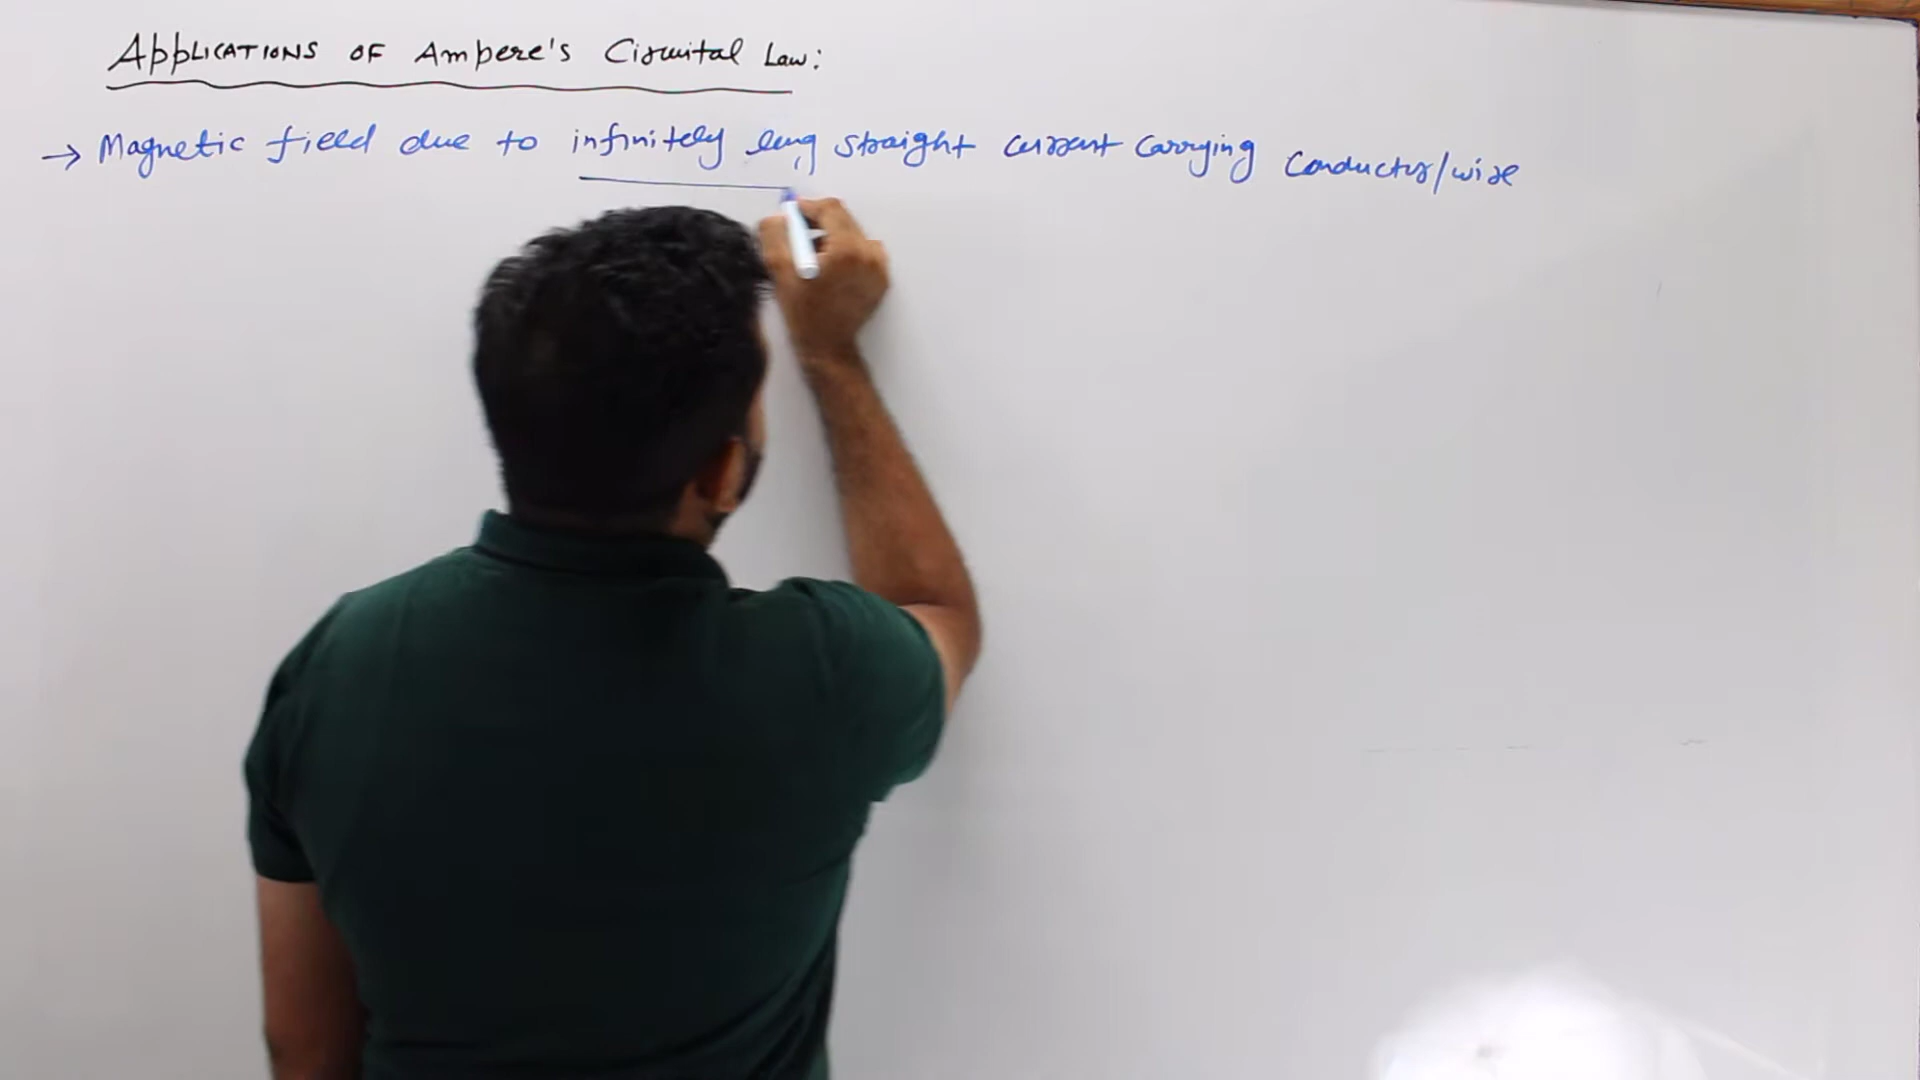 Applications of Ampere's Circuital Law:
→ Magnetic field due to infinitely long straight current carrying conductor/wire